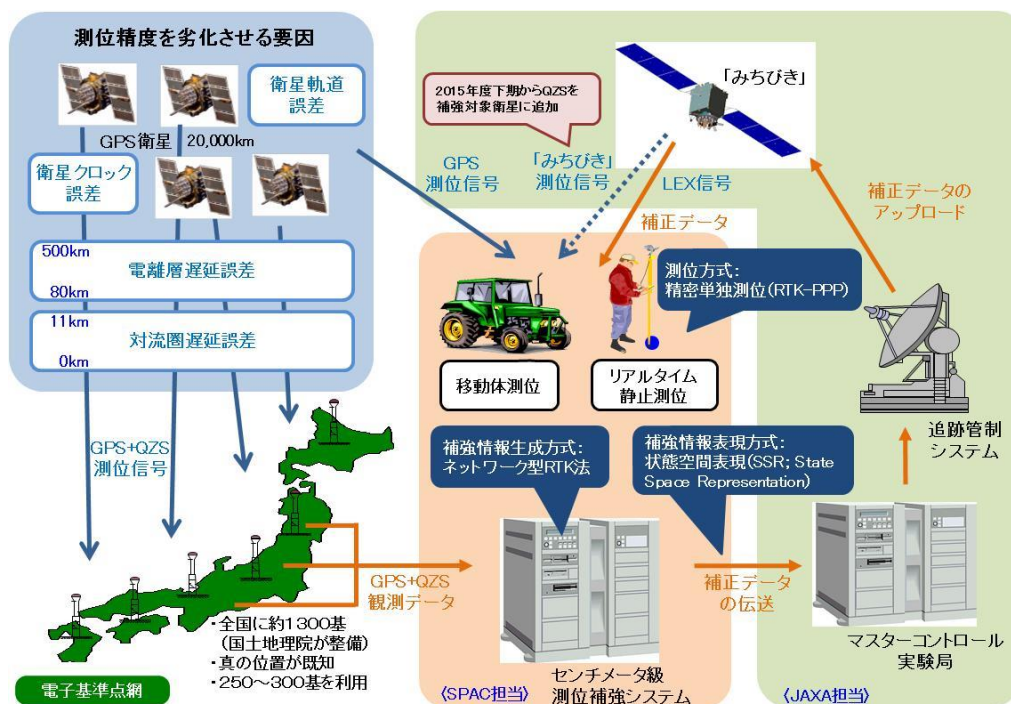 測位精度を劣化させる要因
衛星軌道
誤差
GPS衛星 20,000km
衛星クロック
誤差
500km
電離層遅延誤差
80km
11km
対流圏遅延誤差
0km
GPS+QZS
測位信号
2015年度下期からQZSを
補強対象衛星に追加
「みちびき」
GPS
測位信号
「みちびき」
測位信号
LEX信号
補正データ
補正データの
アップロード
測位方式:
精密単独測位(RTK-PPP)
移動体測位
リアルタイム
静止測位
追跡管制
システム
補強情報生成方式:
ネットワーク型RTK法
補強情報表現方式:
状態空間表現(SSR; State
Space Representation)
GPS+QZS
観測データ
補正データ
の伝送
・全国に約1300基
(国土地理院が整備)
・真の位置が既知
・250~300基を利用
電子基準点網
センチメータ級
測位補強システム
〈SPAC担当〉
マスターコントロール
実験局
〈JAXA担当〉